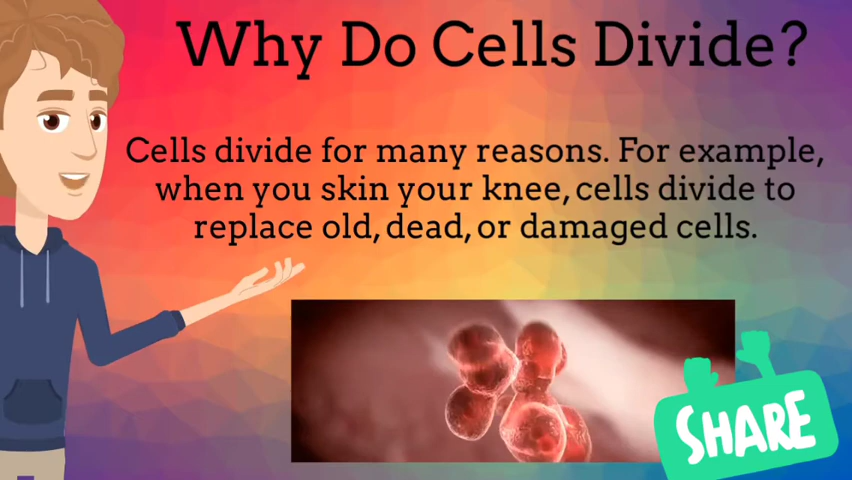 Why Do Cells Divide?
Cells divide for many reasons. For example,
when you skin your knee, cells divide to
replace old, dead, or damaged cells.
SHARE